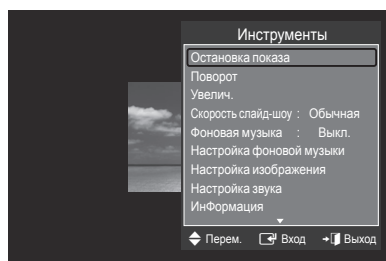 Инструменты
Остановка показа
Поворот
Увелич.
Скорость слайд-шоу : Обычная
Фоновая музыка : Выкл.
Настройка фоновой музыки
Настройка изображения
Настройка звука
ИнФормация
Перем. Вход Выход